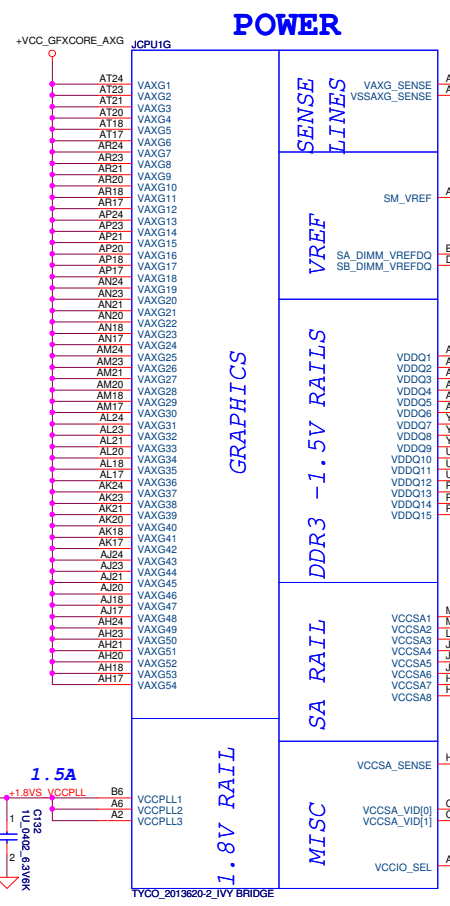 POWER
+VCC_GFXCORE_AXG JCPU1G
AT24 VAXG1
AT23 VAXG2
AT21 VAXG3
AT20 VAXG4
AT18 VAXG5
AT17 VAXG6
AR24 VAXG7
AR23 VAXG8
AR21 VAXG9
AR20 VAXG10
AR18 VAXG11
AR17 VAXG12
AP24 VAXG13
AP23 VAXG14
AP21 VAXG15
AP20 VAXG16
AP18 VAXG17
AP17 VAXG18
AN24 VAXG19
AN23 VAXG20
AN21 VAXG21
AN20 VAXG22
AN18 VAXG23
AN17 VAXG24
AM24 VAXG25
AM23 VAXG26
AM21 VAXG27
AM20 VAXG28
AM18 VAXG29
AM17 VAXG30
AL24 VAXG31
AL23 VAXG32
AL21 VAXG33
AL20 VAXG34
AL18 VAXG35
AL17 VAXG36
AK24 VAXG37
AK23 VAXG38
AK21 VAXG39
AK20 VAXG40
AK18 VAXG41
AK17 VAXG42
AJ24 VAXG43
AJ23 VAXG44
AJ21 VAXG45
AJ20 VAXG46
AJ18 VAXG47
AJ17 VAXG48
AH24 VAXG49
AH23 VAXG50
AH21 VAXG51
AH20 VAXG52
AH18 VAXG53
AH17 VAXG54
GRAPHICS
1.5A
+1.8VS_VCCPLL
B6 VCCPLL1
A6 VCCPLL2
A2 VCCPLL3
1
2
C132
1U_0402_6.3V6K
1.8V RAIL
SENSE
LINES
VAXG_SENSE
VSSAXG_SENSE
VREF
SM_VREF
SA_DIMM_VREFDQ
SB_DIMM_VREFDQ
DDR3 -1.5V RAILS
VDDQ1
VDDQ2
VDDQ3
VDDQ4
VDDQ5
VDDQ6
VDDQ7
VDDQ8
VDDQ9
VDDQ10
VDDQ11
VDDQ12
VDDQ13
VDDQ14
VDDQ15
SA RAIL
VCCSA1
VCCSA2
VCCSA3
VCCSA4
VCCSA5
VCCSA6
VCCSA7
VCCSA8
MISC
VCCSA_SENSE
VCCSA_VID[0]
VCCSA_VID[1]
VCCIO_SEL
TYCO_2013620-2_IVY BRIDGE